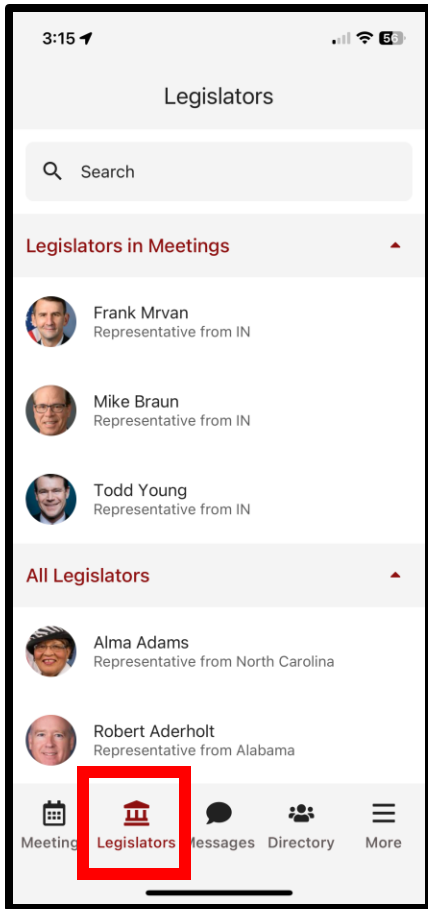 3:15
56
Legislators
Search
Legislators in Meetings
Frank Mrvan
Representative from IN
Mike Braun
Representative from IN
Todd Young
Representative from IN
All Legislators
Alma Adams
Representative from North Carolina
Robert Aderholt
Representative from Alabama
Meeting Legislators essages Directory More